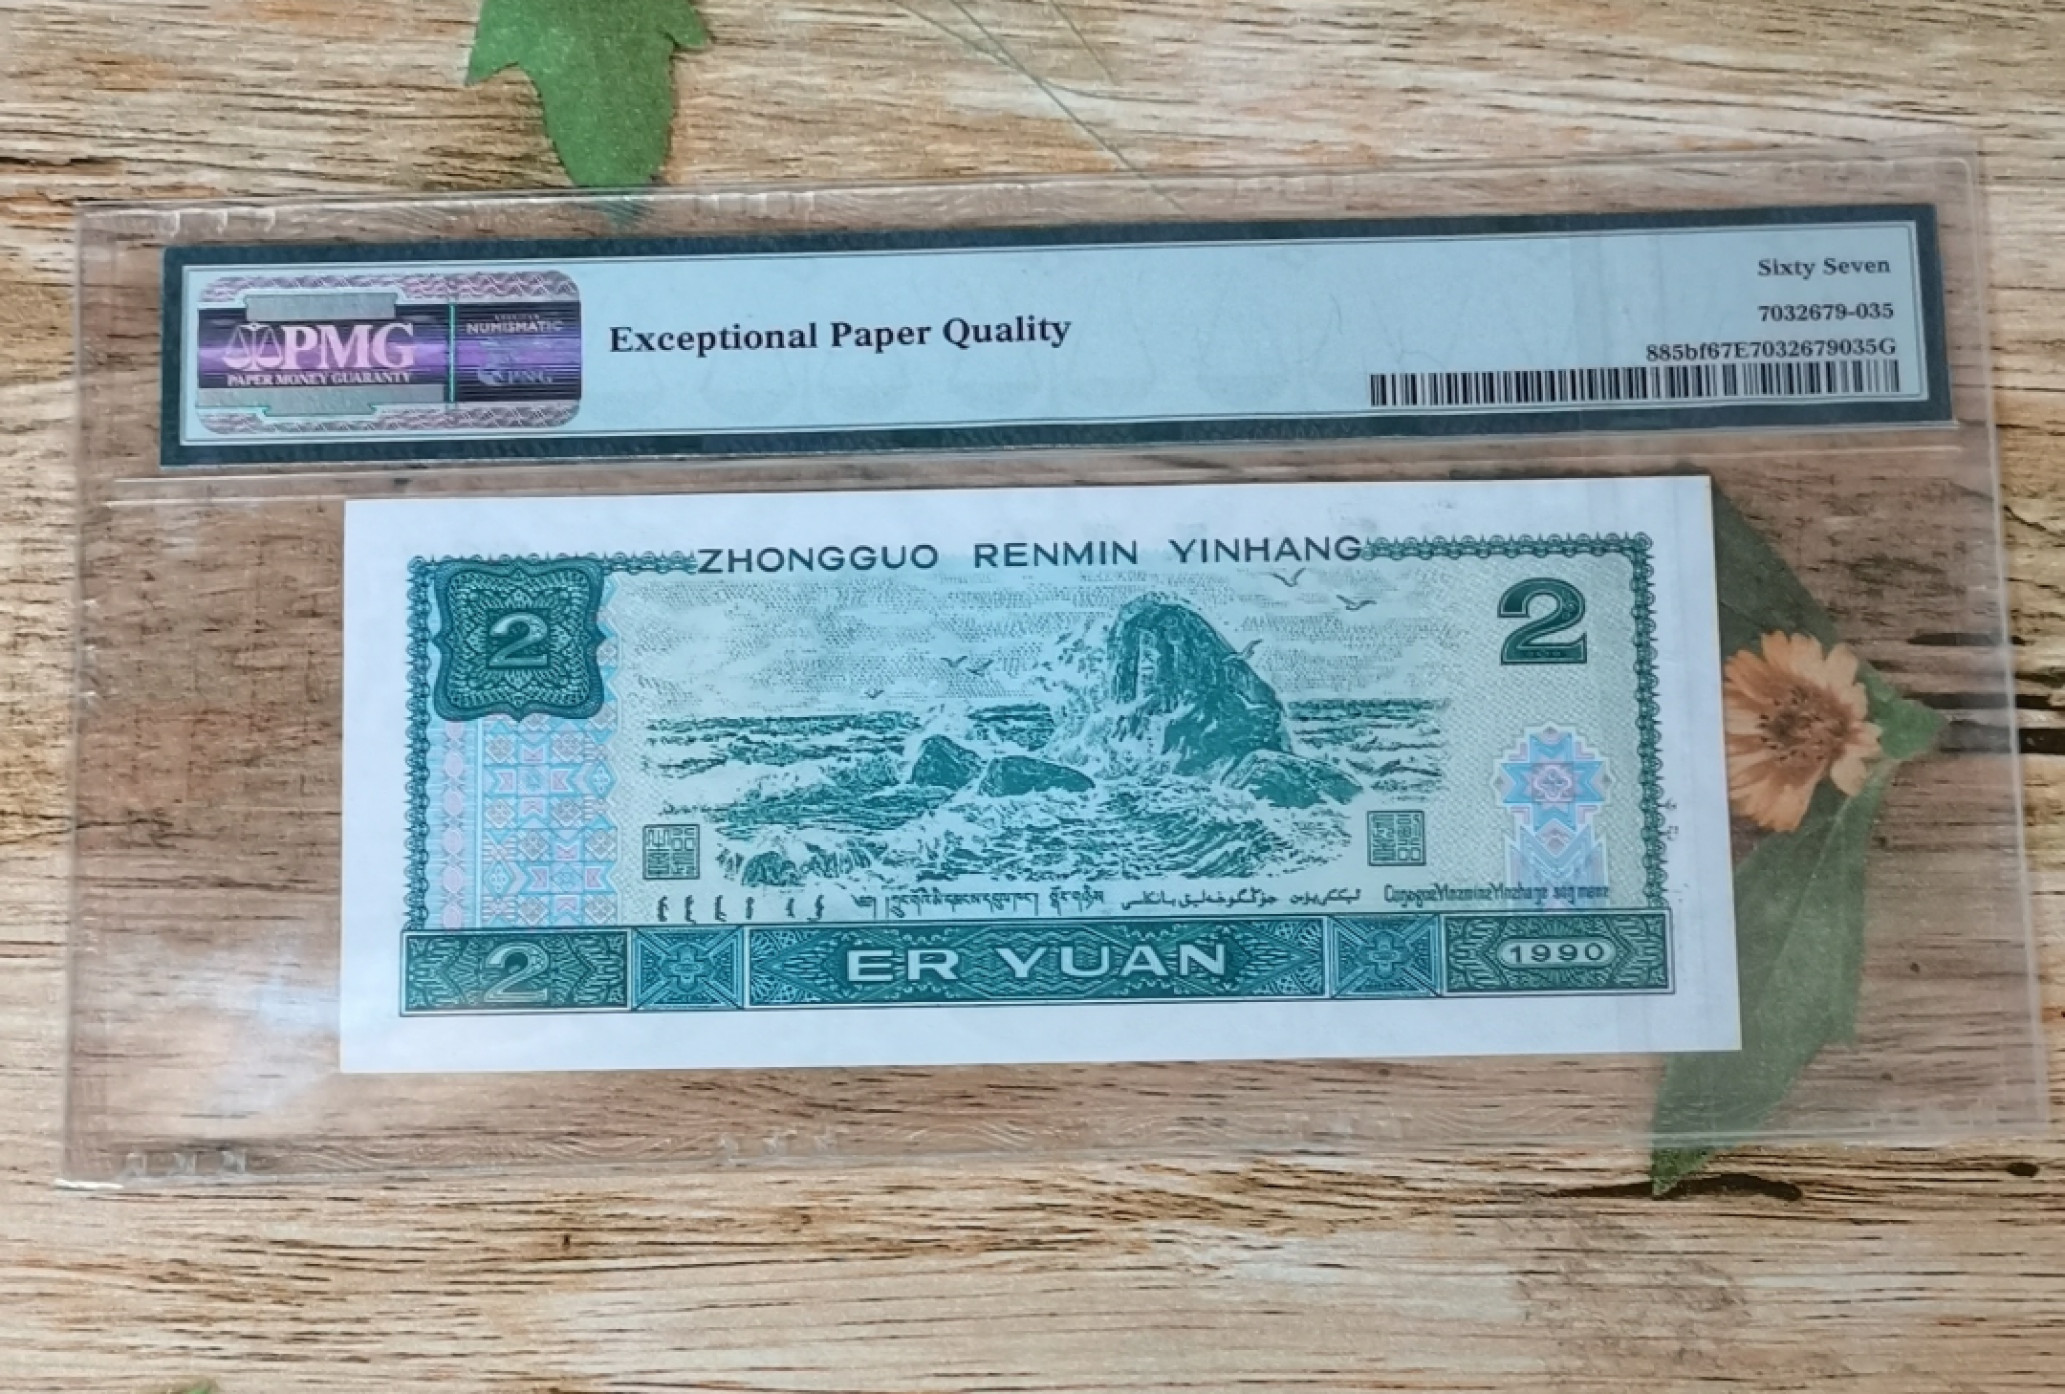 Sixty Seven
7032679-035
885bf67E7032679035G
PMG
PAPER MONEY GUARANTY
NUMISMATIC
PMG
Exceptional Paper Quality
ZHONGGUO RENMIN YINHANG
2
2
2
ER YUAN
1990